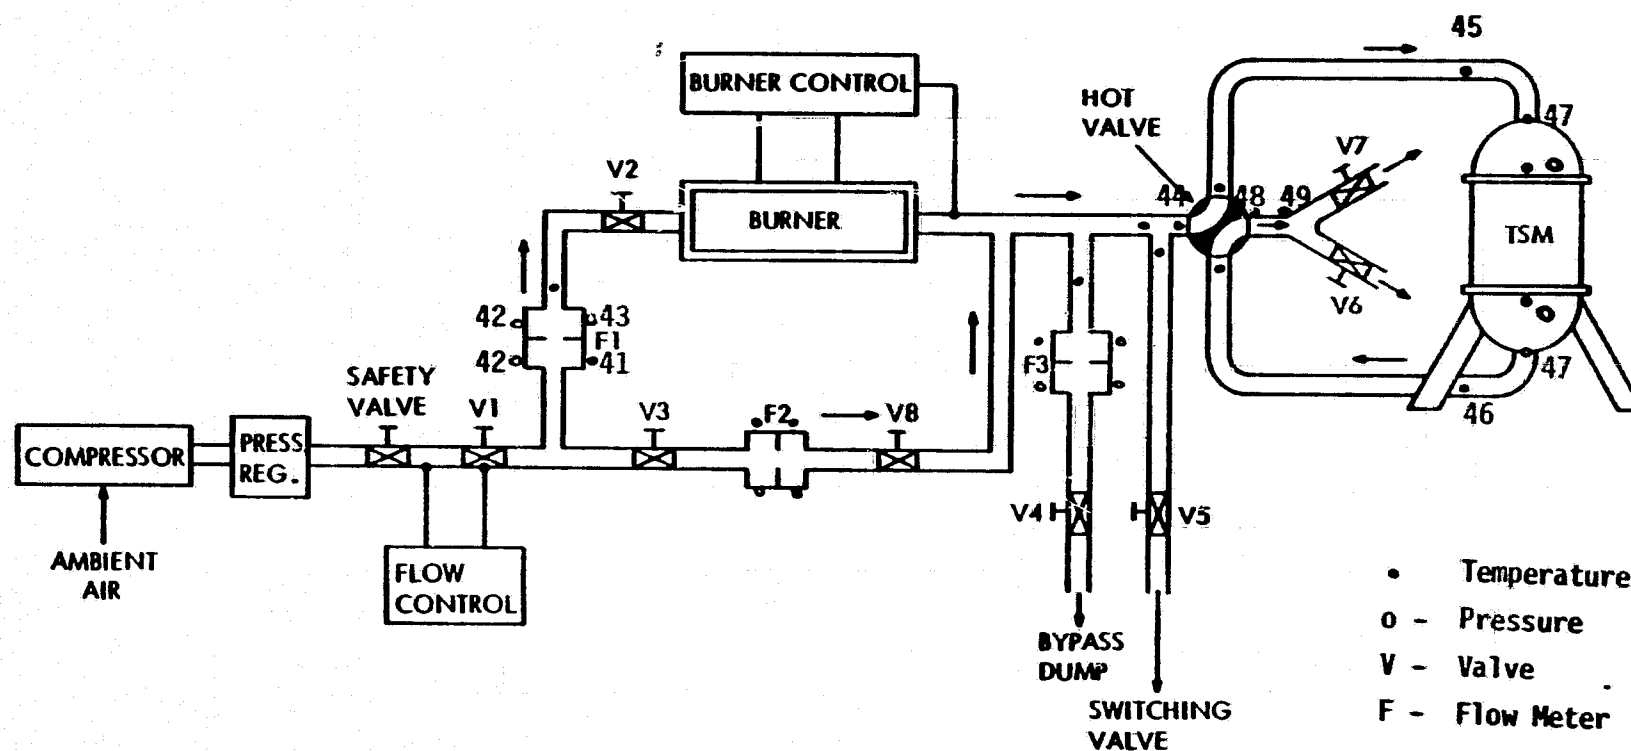 45
BURNER CONTROL
HOT
VALVE
47
V7
V2
44
48
49
BURNER
TSM
V6
42
43
F1
42
41
F3
47
SAFETY
VALVE
V1
V3
F2
V8
46
COMPRESSOR
PRESS
REG.
V4
V5
AMBIENT
AIR
FLOW
CONTROL
BYPASS
DUMP
SWITCHING
VALVE
• Temperature
o - Pressure
V - Valve
F - Flow Meter